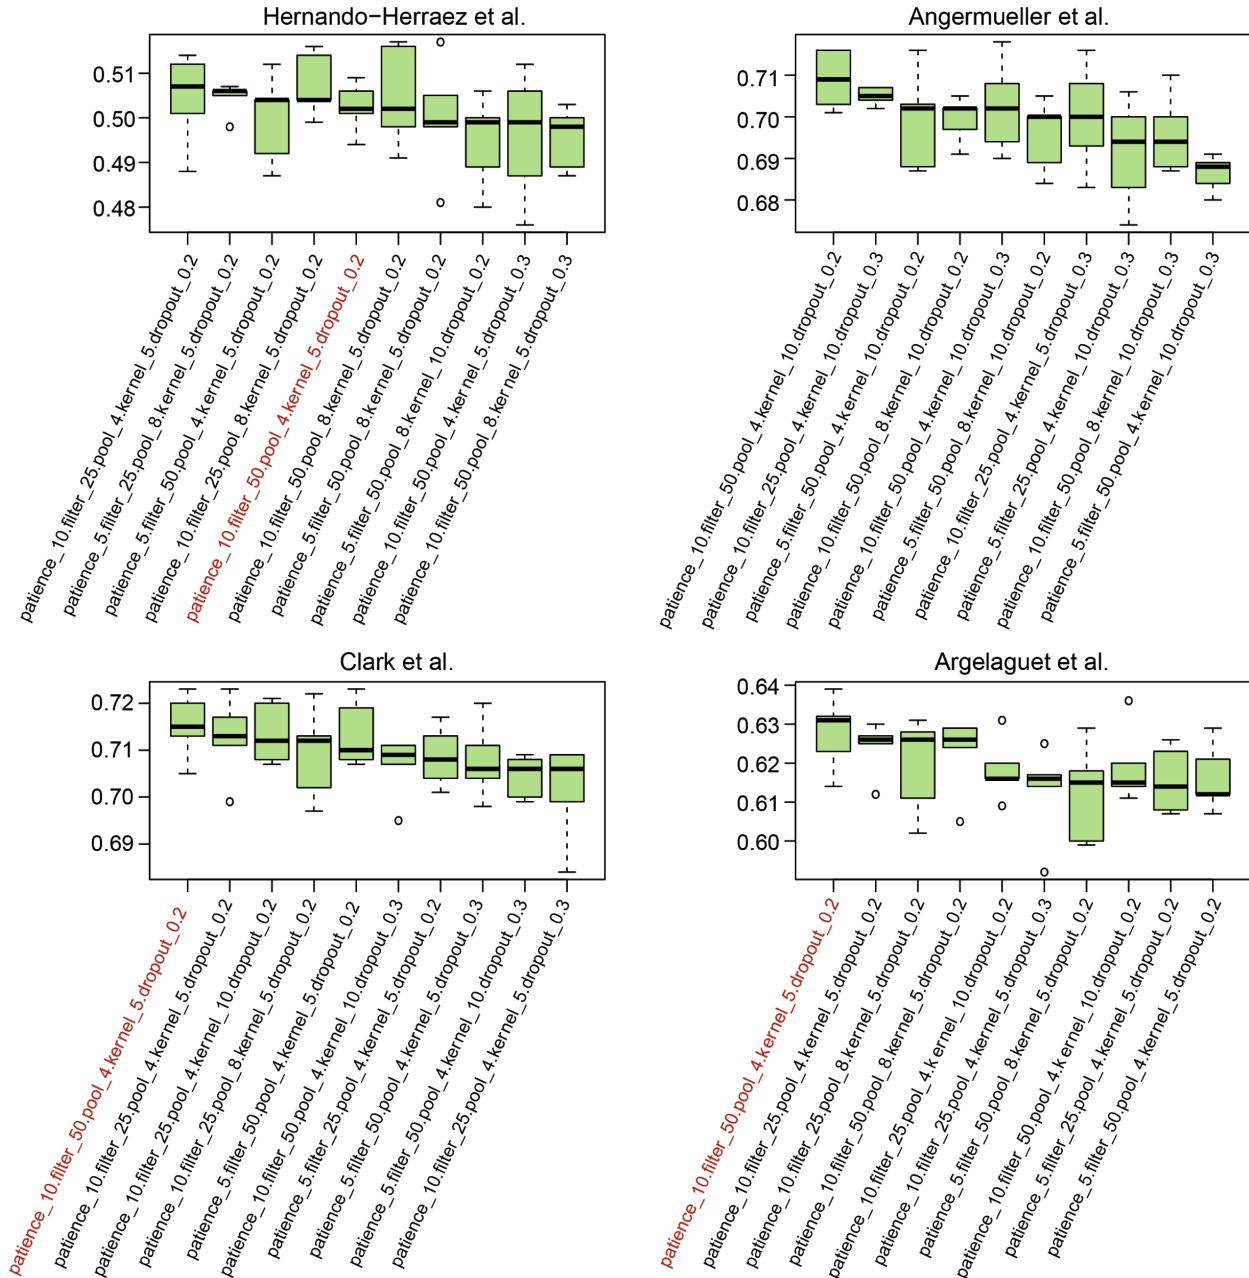 Hernando−Herraez et al.
0.51
0.50
0.49
0.48
patience_10.filter_25.pool_4.kernel_5.dropout_0.2
patience_5.filter_25.pool_8.kernel_5.dropout_0.2
patience_5.filter_50.pool_4.kernel_5.dropout_0.2
patience_10.filter_25.pool_8.kernel_5.dropout_0.2
patience_10.filter_50.pool_4.kernel_5.dropout_0.2
patience_10.filter_50.pool_8.kernel_5.dropout_0.2
patience_5.filter_50.pool_8.kernel_5.dropout_0.2
patience_5.filter_50.pool_8.kernel_10.dropout_0.2
patience_10.filter_50.pool_4.kernel_5.dropout_0.3
patience_10.filter_50.pool_8.kernel_5.dropout_0.3
Angermueller et al.
0.71
0.70
0.69
0.68
patience_10.filter_50.pool_4.kernel_10.dropout_0.2
patience_10.filter_25.pool_4.kernel_10.dropout_0.3
patience_5.filter_50.pool_4.kernel_10.dropout_0.2
patience_10.filter_50.pool_8.kernel_10.dropout_0.2
patience_10.filter_50.pool_4.kernel_10.dropout_0.3
patience_5.filter_50.pool_8.kernel_10.dropout_0.2
patience_10.filter_25.pool_4.kernel_5.dropout_0.3
patience_5.filter_25.pool_4.kernel_10.dropout_0.3
patience_10.filter_50.pool_8.kernel_10.dropout_0.3
patience_5.filter_50.pool_4.kernel_10.dropout_0.3
Clark et al.
0.72
0.71
0.70
0.69
patience_10.filter_50.pool_4.kernel_5.dropout_0.2
patience_10.filter_25.pool_4.kernel_5.dropout_0.2
patience_10.filter_25.pool_4.kernel_10.dropout_0.2
patience_10.filter_25.pool_8.kernel_5.dropout_0.2
patience_5.filter_50.pool_4.kernel_5.dropout_0.2
patience_10.filter_50.pool_4.kernel_10.dropout_0.3
patience_5.filter_25.pool_4.kernel_5.dropout_0.2
patience_5.filter_50.pool_4.kernel_5.dropout_0.3
patience_5.filter_50.pool_4.kernel_10.dropout_0.3
patience_10.filter_25.pool_4.kernel_5.dropout_0.3
Argelaguet et al.
0.64
0.63
0.62
0.61
0.60
patience_10.filter_50.pool_4.kernel_5.dropout_0.2
patience_10.filter_25.pool_4.kernel_5.dropout_0.2
patience_10.filter_25.pool_8.kernel_5.dropout_0.2
patience_10.filter_50.pool_8.kernel_5.dropout_0.2
patience_10.filter_25.pool_4.kernel_10.dropout_0.2
patience_10.filter_25.pool_4.kernel_5.dropout_0.3
patience_5.filter_50.pool_8.kernel_5.dropout_0.2
patience_10.filter_50.pool_4.kernel_10.dropout_0.2
patience_5.filter_25.pool_4.kernel_5.dropout_0.2
patience_5.filter_50.pool_4.kernel_5.dropout_0.2